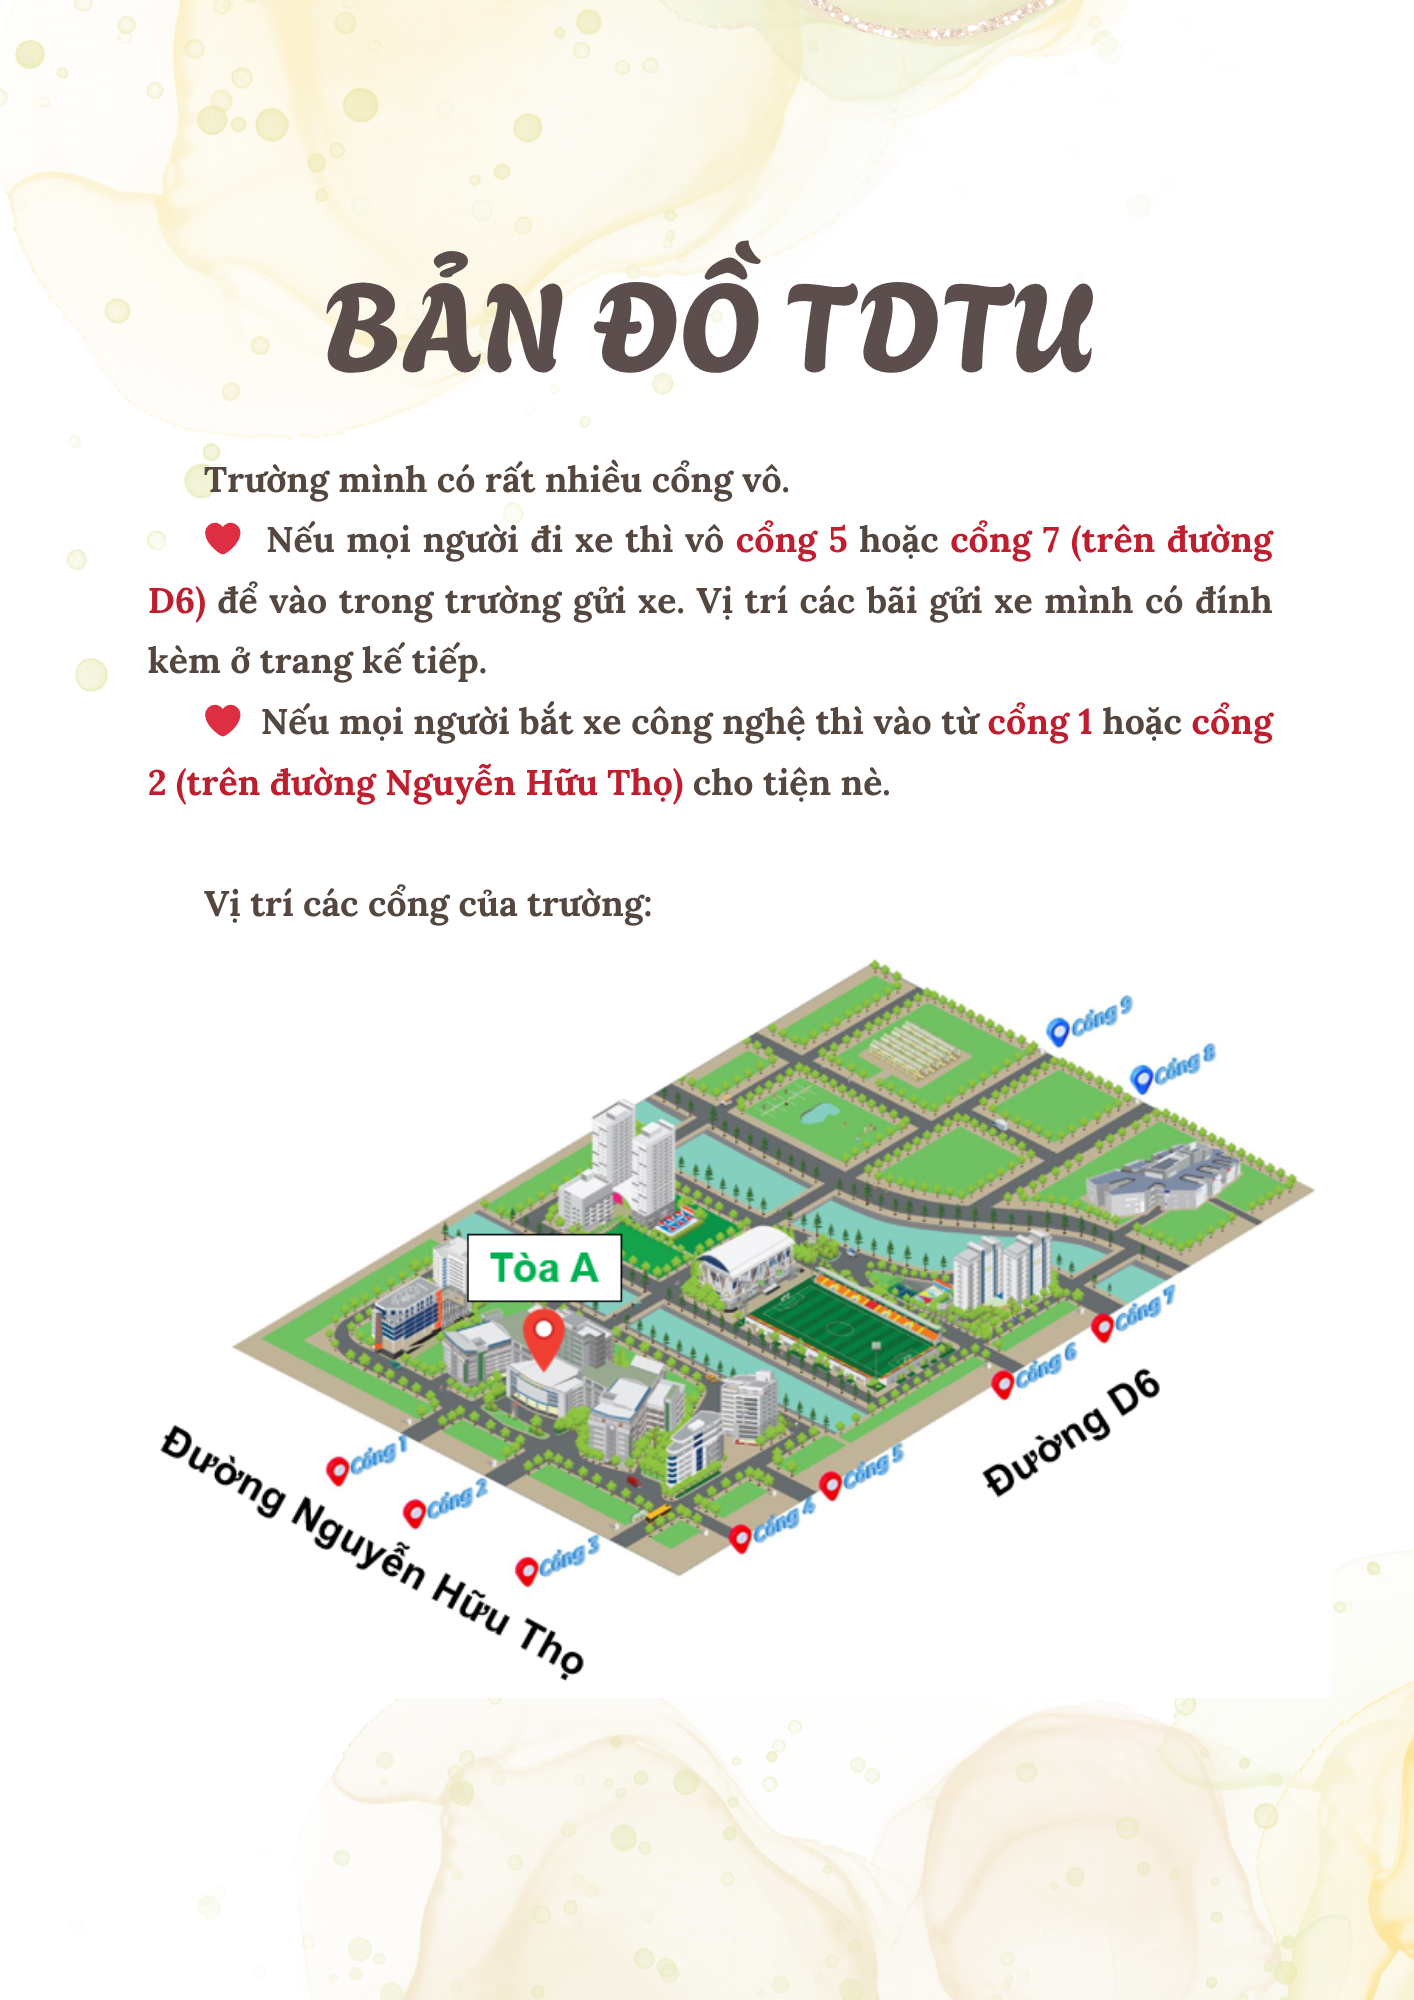 BẢN ĐỒ TDTU
Trường mình có rất nhiều cổng vô.
Nếu mọi người đi xe thì vô cổng 5 hoặc cổng 7 (trên đường
D6) để vào trong trường gửi xe. Vị trí các bãi gửi xe mình có đính
kèm ở trang kế tiếp.
Nếu mọi người bắt xe công nghệ thì vào từ cổng 1 hoặc cổng
2 (trên đường Nguyễn Hữu Thọ) cho tiện nè.
Vị trí các cổng của trường:
Cổng 9
Cổng 8
Tòa A
Cổng 7
Cổng 6
Đường D6
Cổng 5
Cổng 4
Cổng 1
Cổng 2
Cổng 3
Đường Nguyễn Hữu Thọ